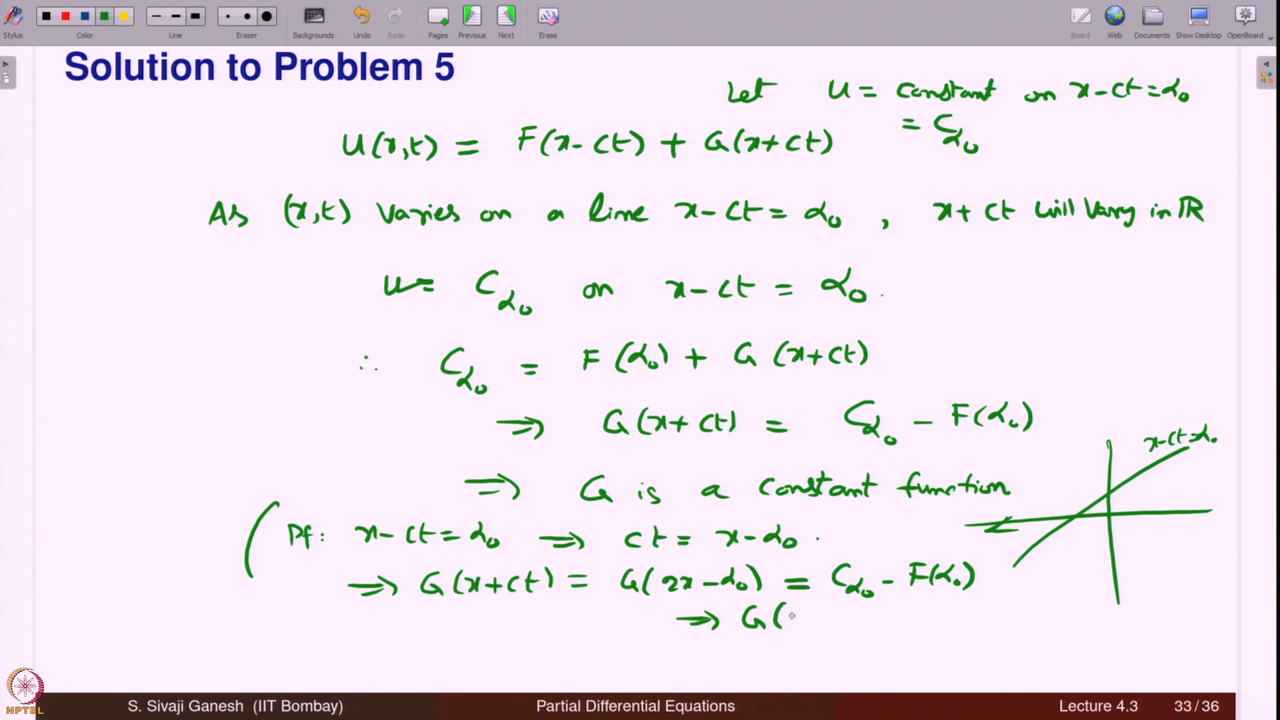 Stylus Color Line Eraser Backgrounds Undo Redo Pages Previous Next Erase Board Web Documents Show Desktop OpenBoard
Solution to Problem 5
Let u = constant on x-ct=α₀
= C_α₀
u(x,t) = F(x-ct) + G(x+ct)
As (x,t) varies on a line x-ct = α₀, x+ct will vary in ℝ
u = C_α₀ on x-ct = α₀.
∴ C_α₀ = F(α₀) + G(x+ct)
⇒ G(x+ct) = C_α₀ - F(α₀)
x-ct=α₀
⇒ G is a constant function
(Pf: x-ct=α₀ ⇒ ct = x-α₀.
⇒ G(x+ct) = G(2x-α₀) = C_α₀ - F(α₀)
⇒ G(
NPTEL
S. Sivaji Ganesh (IIT Bombay) Partial Differential Equations Lecture 4.3 33 / 36